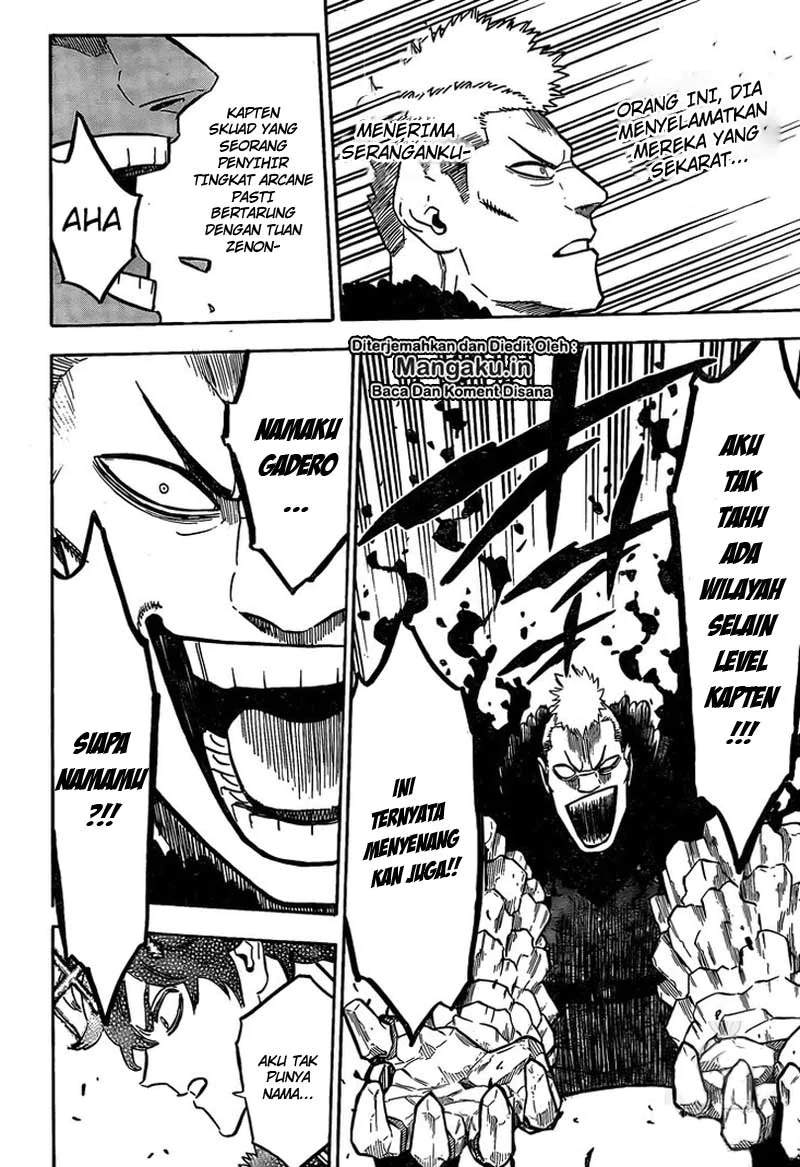 ORANG INI, DIA
MENYELAMATKAN
MEREKA YANG
SEKARAT...
MENERIMA
SERANGANKU-
KAPTEN
SKUAD YANG
SEORANG
PENYIHIR
TINGKAT ARCANE
PASTI
BERTARUNG
DENGAN TUAN
ZENON-
AHA
Diterjemahkan dan Diedit Oleh :
Mangaku.in
Baca Dan Koment Disana
AKU
TAK
TAHU
ADA
WILAYAH
SELAIN
LEVEL
KAPTEN
!!!
INI
TERNYATA
MENYENANG
KAN JUGA!!
NAMAKU
GADERO
...
SIAPA
NAMAMU
?!!
AKU TAK
PUNYA
NAMA...